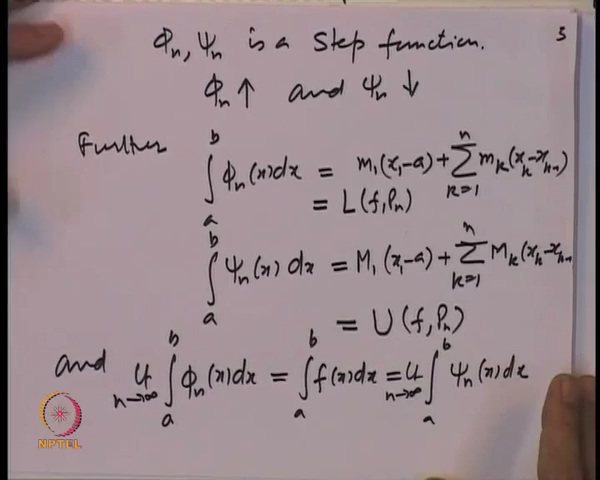 3
Φn, Ψn is a Step function.
Φn ↑ and Ψn ↓
Further ∫_a^b Φn(x)dx = m1(x1-a) + Σ_{k=1}^n mk(xk-xk-1)
= L(f,Pn)
∫_a^b Ψn(x) dx = M1(x1-a) + Σ_{k=1}^n Mk(xk-xk-1
= U(f,Pn)
and Lt_{n→∞} ∫_a^b Φn(x)dx = ∫_a^b f(x)dx = Lt_{n→∞} ∫_a^b Ψn(x)dx
NPTEL